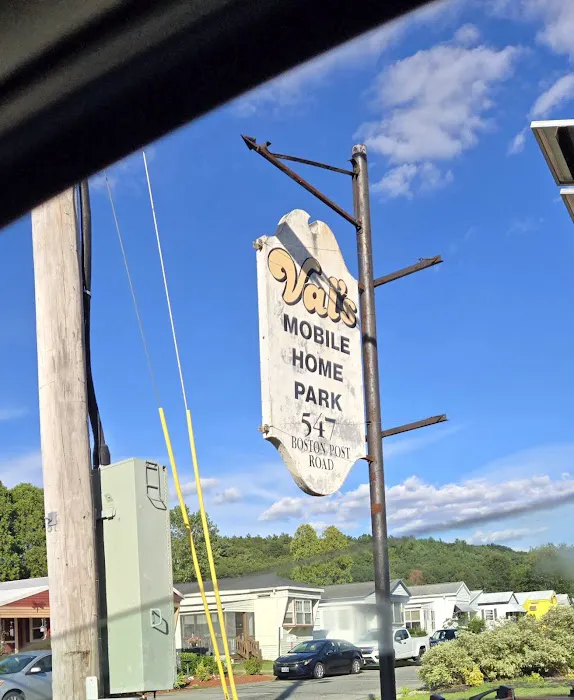 Val's
MOBILE
HOME
PARK
547
BOSTON POST
ROAD